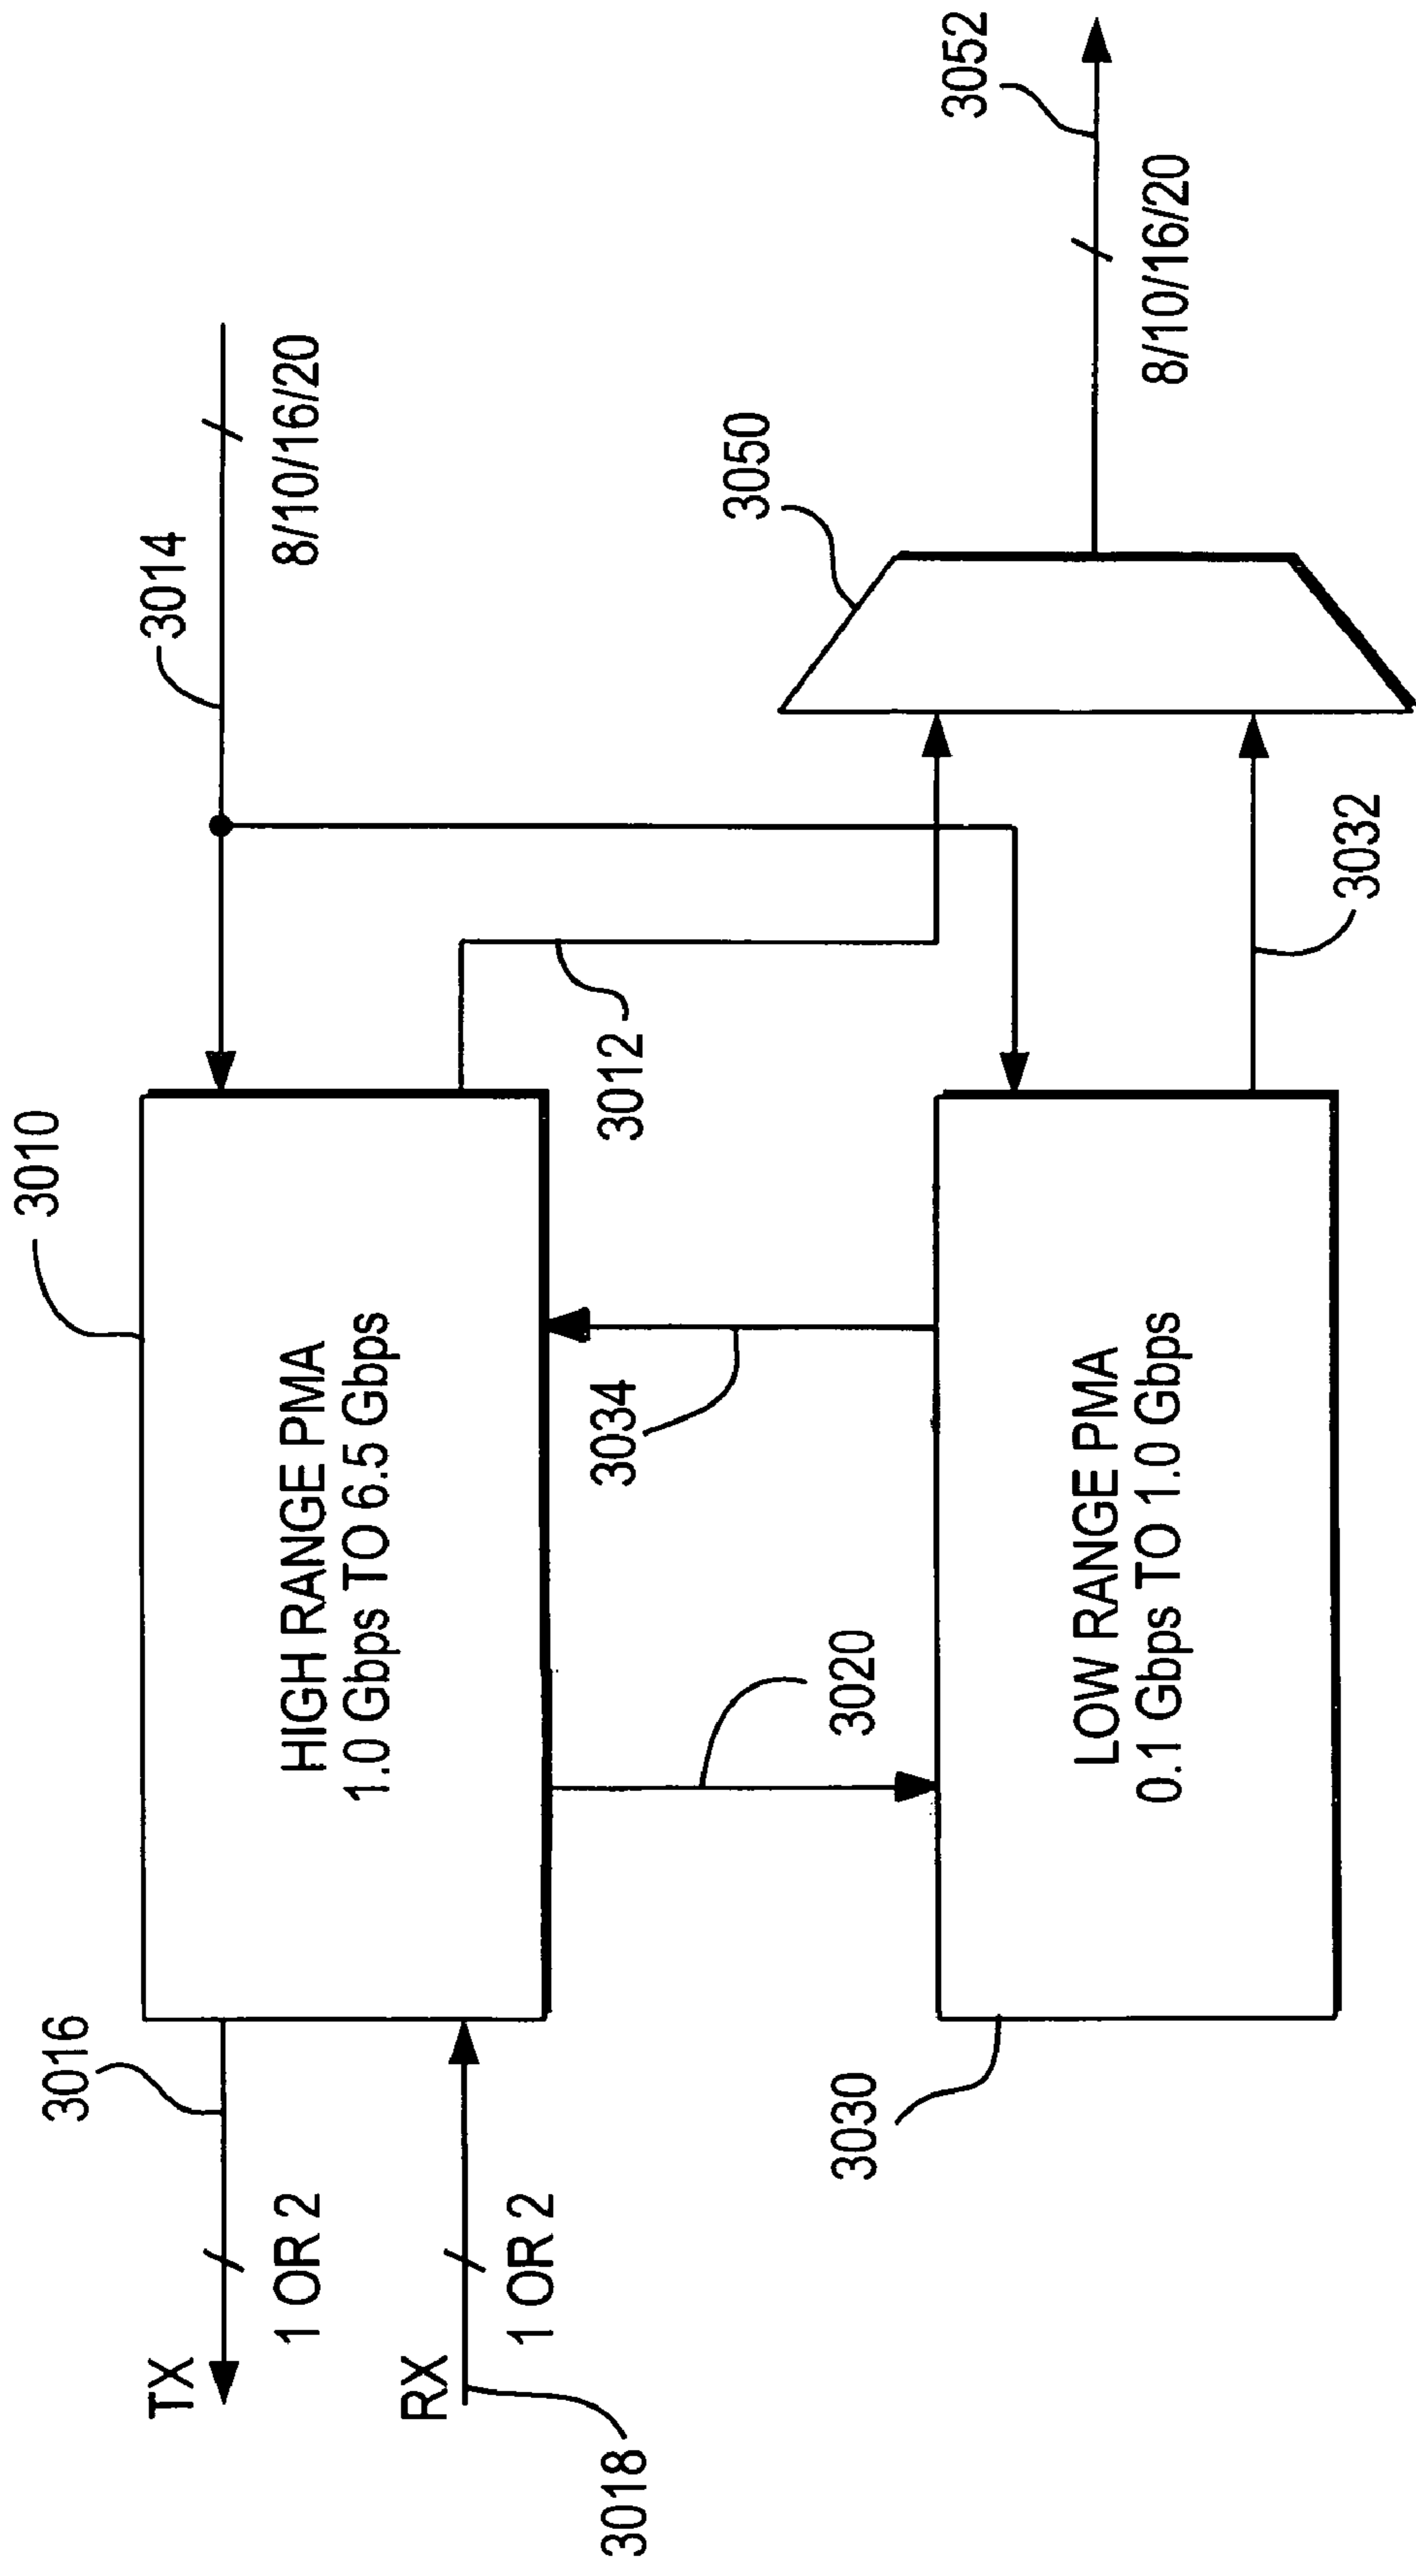 3010
3014
8/10/16/20
3016
TX
1 OR 2
HIGH RANGE PMA
1.0 Gbps TO 6.5 Gbps
RX
1 OR 2
3018
3012
3034
3020
3050
3052
8/10/16/20
3030
LOW RANGE PMA
0.1 Gbps TO 1.0 Gbps
3032